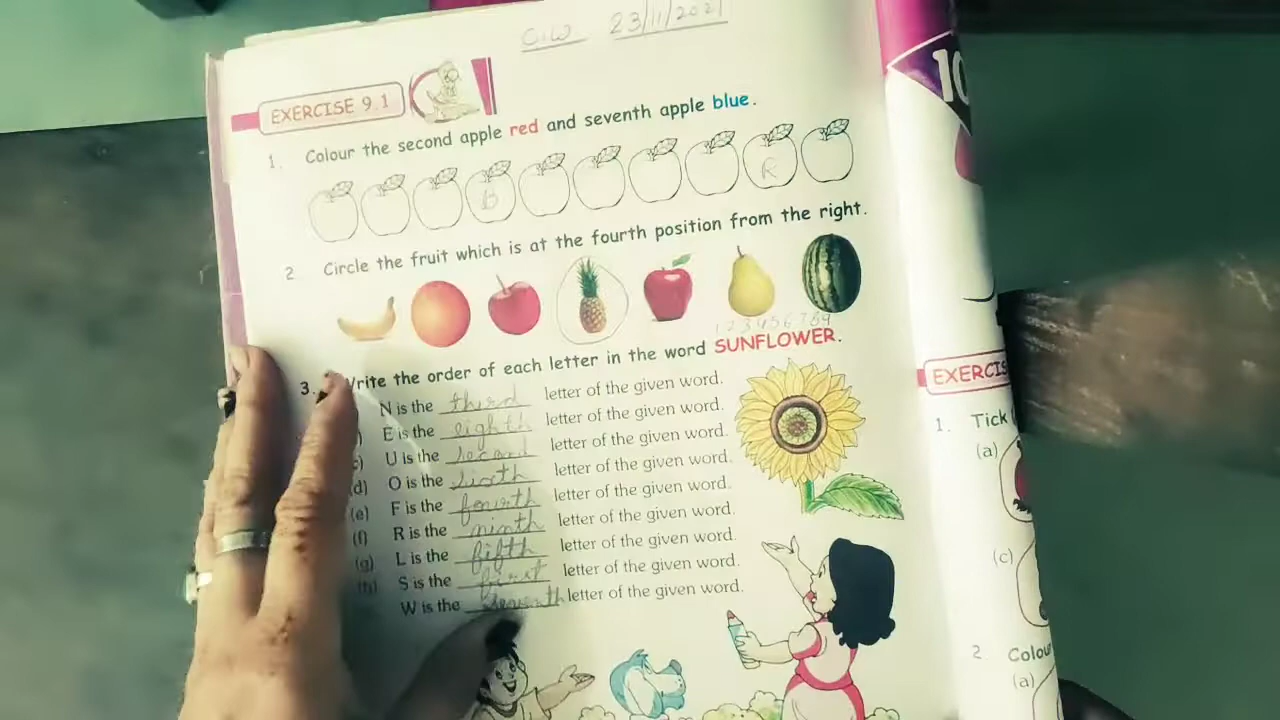 C.W 23/11/2021
EXERCISE 9.1
1. Colour the second apple red and seventh apple blue.
B R
2 Circle the fruit which is at the fourth position from the right.
1 2 3 4 5 6 7 8 9
3. Write the order of each letter in the word SUNFLOWER.
N is the third letter of the given word.
) E is the eighth letter of the given word.
c) U is the second letter of the given word.
(d) O is the sixth letter of the given word.
(e) F is the fourth letter of the given word.
(f) R is the ninth letter of the given word.
(g) L is the fifth letter of the given word.
(h) S is the first letter of the given word.
W is the seventh letter of the given word.
10
EXERCIS
1. Tick
(a)
(c)
2 Colou
(a)